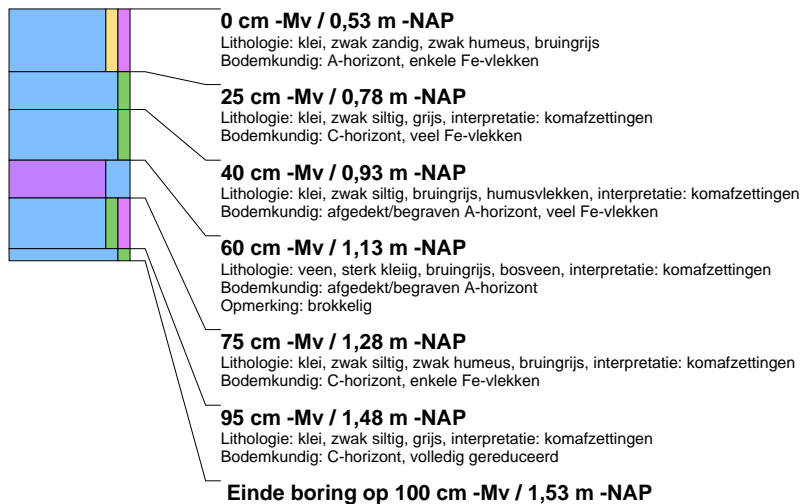 0 cm -Mv / 0,53 m -NAP
Lithologie: klei, zwak zandig, zwak humeus, bruingrijs
Bodemkundig: A-horizont, enkele Fe-vlekken
25 cm -Mv / 0,78 m -NAP
Lithologie: klei, zwak siltig, grijs, interpretatie: komafzettingen
Bodemkundig: C-horizont, veel Fe-vlekken
40 cm -Mv / 0,93 m -NAP
Lithologie: klei, zwak siltig, bruingrijs, humusvlekken, interpretatie: komafzettingen
Bodemkundig: afgedekt/begraven A-horizont, veel Fe-vlekken
60 cm -Mv / 1,13 m -NAP
Lithologie: veen, sterk kleiig, bruingrijs, bosveen, interpretatie: komafzettingen
Bodemkundig: afgedekt/begraven A-horizont
Opmerking: brokkelig
75 cm -Mv / 1,28 m -NAP
Lithologie: klei, zwak siltig, zwak humeus, bruingrijs, interpretatie: komafzettingen
Bodemkundig: C-horizont, enkele Fe-vlekken
95 cm -Mv / 1,48 m -NAP
Lithologie: klei, zwak siltig, grijs, interpretatie: komafzettingen
Bodemkundig: C-horizont, volledig gereduceerd
Einde boring op 100 cm -Mv / 1,53 m -NAP